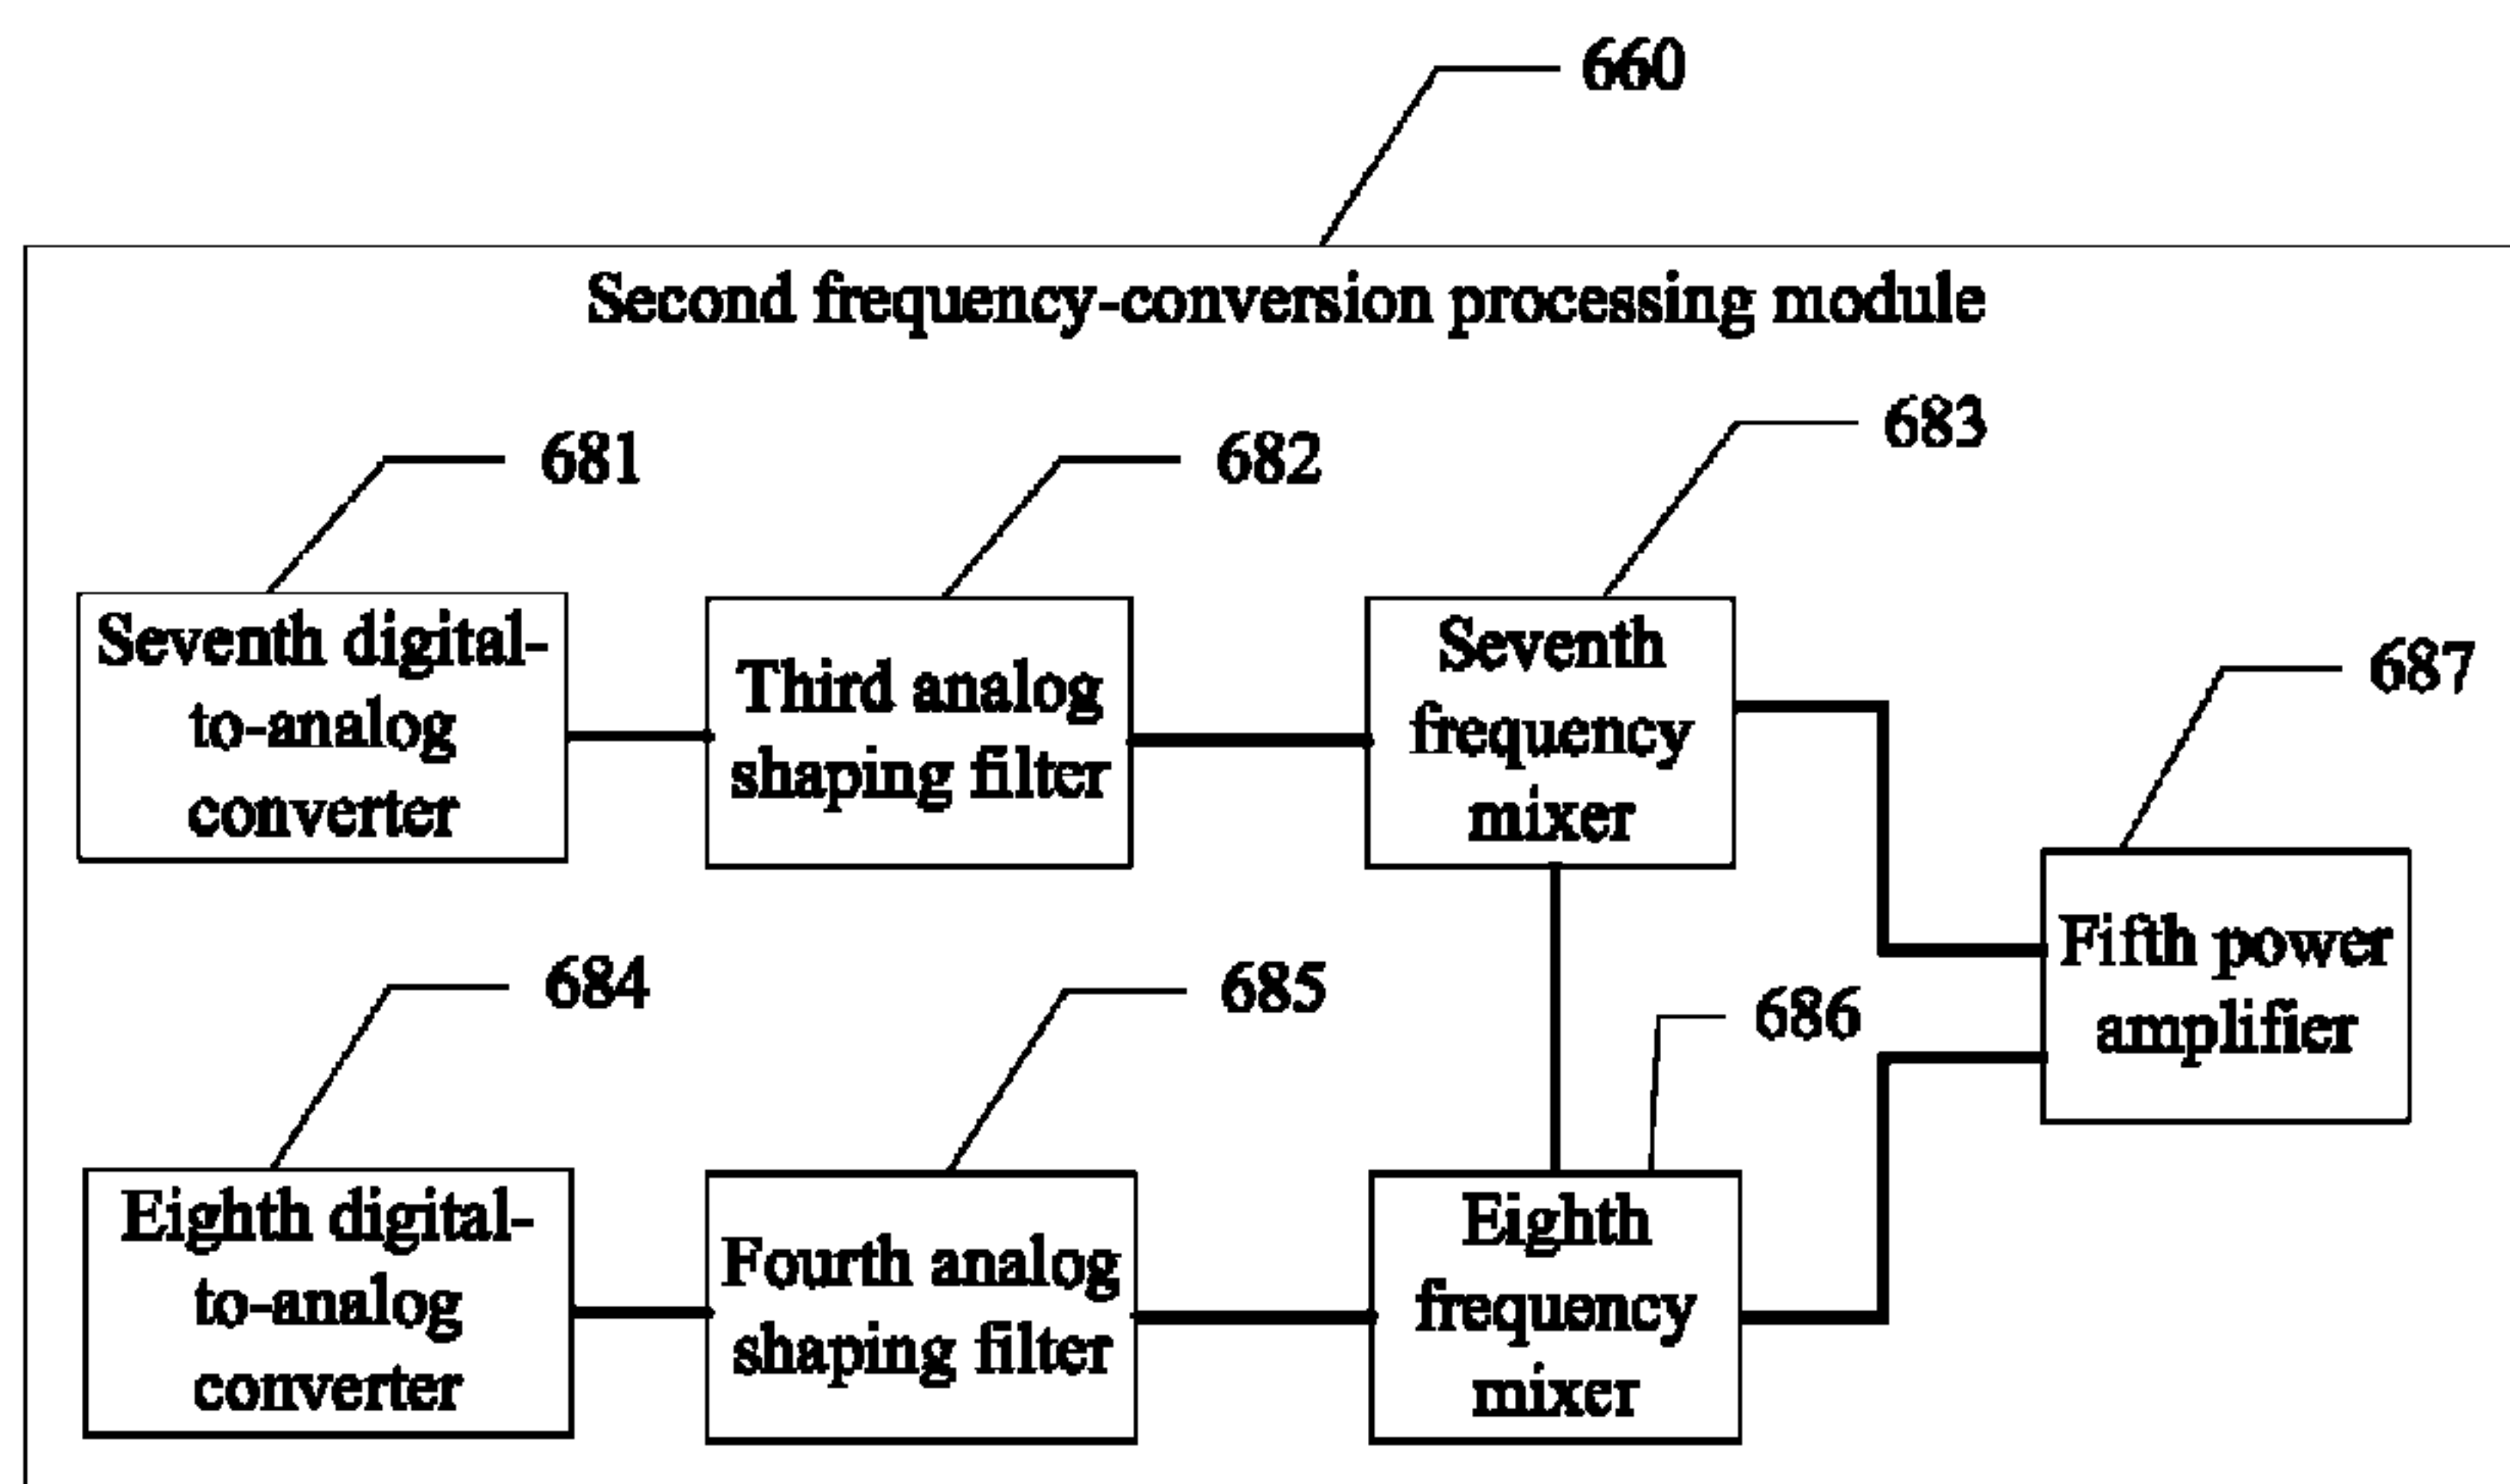 660
Second frequency-conversion processing module
681
682
683
Seventh digital-
to-analog
converter
Third analog
shaping filter
Seventh
frequency
mixer
687
Fifth power
amplifier
684
685
686
Eighth digital-
to-analog
converter
Fourth analog
shaping filter
Eighth
frequency
mixer